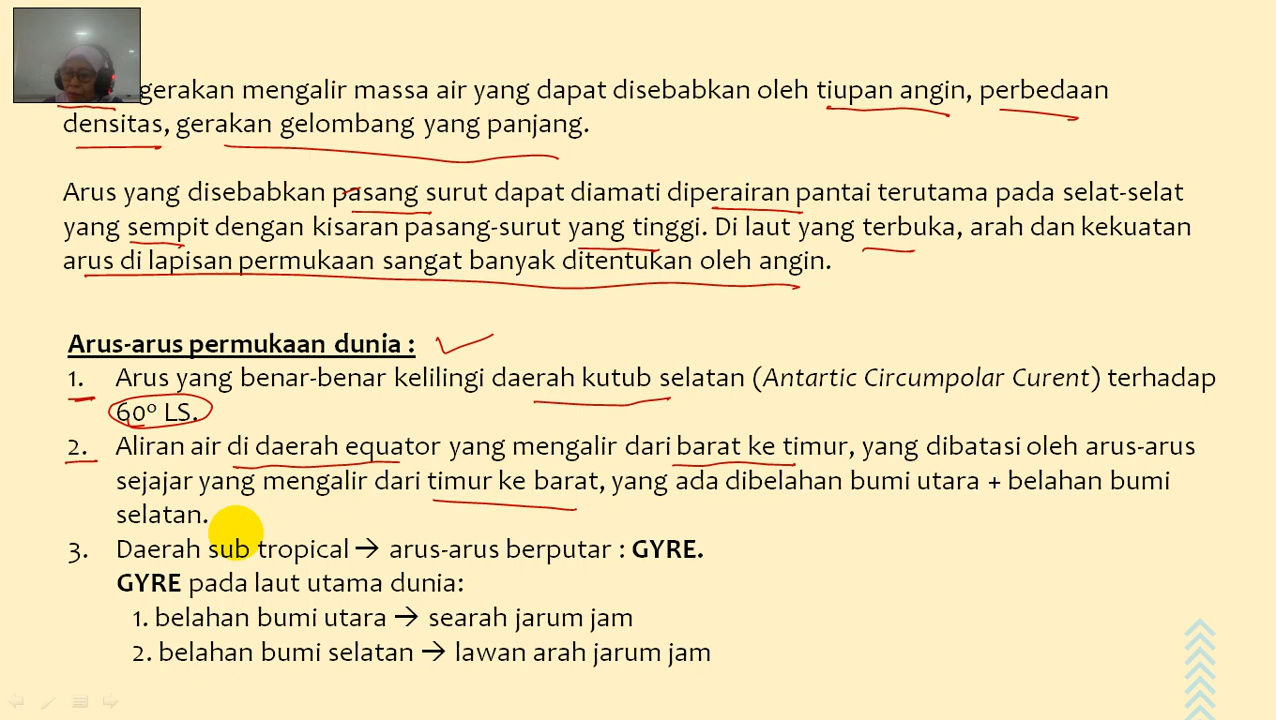 gerakan mengalir massa air yang dapat disebabkan oleh tiupan angin, perbedaan
densitas, gerakan gelombang yang panjang.
Arus yang disebabkan pasang surut dapat diamati diperairan pantai terutama pada selat-selat
yang sempit dengan kisaran pasang-surut yang tinggi. Di laut yang terbuka, arah dan kekuatan
arus di lapisan permukaan sangat banyak ditentukan oleh angin.
Arus-arus permukaan dunia :
1. Arus yang benar-benar kelilingi daerah kutub selatan (Antartic Circumpolar Curent) terhadap
60º LS.
2. Aliran air di daerah equator yang mengalir dari barat ke timur, yang dibatasi oleh arus-arus
sejajar yang mengalir dari timur ke barat, yang ada dibelahan bumi utara + belahan bumi
selatan.
3. Daerah sub tropical → arus-arus berputar : GYRE.
GYRE pada laut utama dunia:
1. belahan bumi utara → searah jarum jam
2. belahan bumi selatan → lawan arah jarum jam